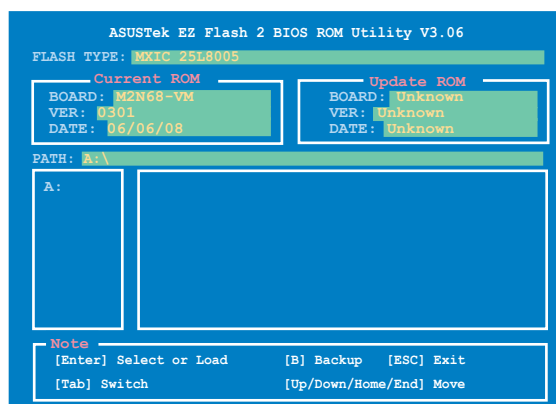 ASUSTek EZ Flash 2 BIOS ROM Utility V3.06
FLASH TYPE: MXIC 25L8005
Current ROM
BOARD: M2N68-VM
VER: 0301
DATE: 06/06/08
Update ROM
BOARD: Unknown
VER: Unknown
DATE: Unknown
PATH: A:\
A:
Note
[Enter] Select or Load [B] Backup [ESC] Exit
[Tab] Switch [Up/Down/Home/End] Move